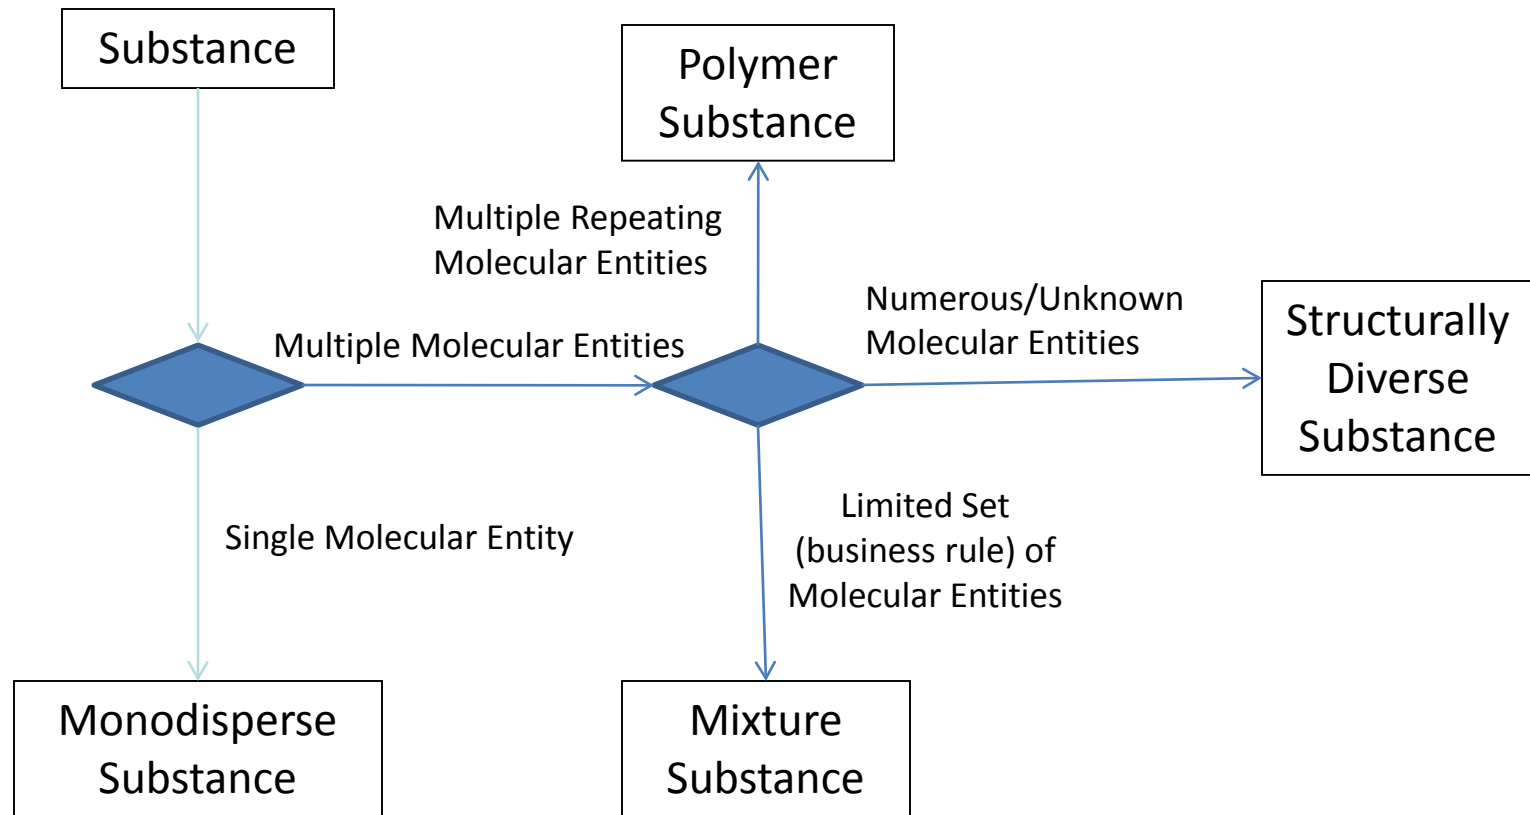 Substance
Polymer
Substance
Multiple Repeating
Molecular Entities
Numerous/Unknown
Molecular Entities
Structurally
Diverse
Substance
Multiple Molecular Entities
Single Molecular Entity
Limited Set
(business rule) of
Molecular Entities
Monodisperse
Substance
Mixture
Substance